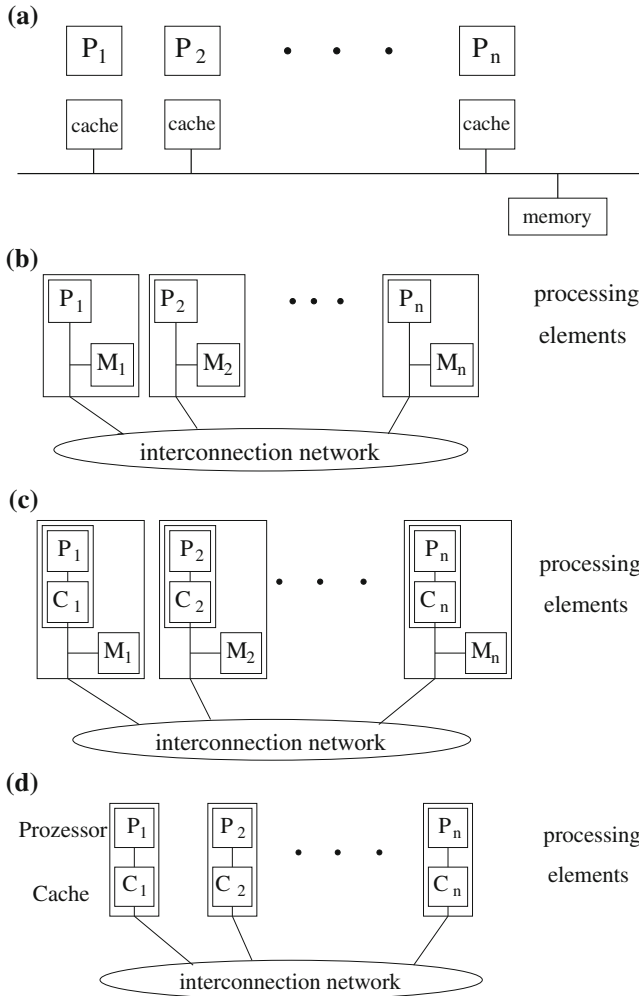 (a)
P1 P2 • • • Pn
cache cache cache
memory
(b)
P1 P2 • • • Pn processing
elements
M1 M2 Mn
interconnection network
(c)
P1 P2 • • • Pn processing
C1 C2 Cn elements
M1 M2 Mn
interconnection network
(d)
Prozessor P1 P2 • • • Pn processing
Cache C1 C2 Cn elements
interconnection network